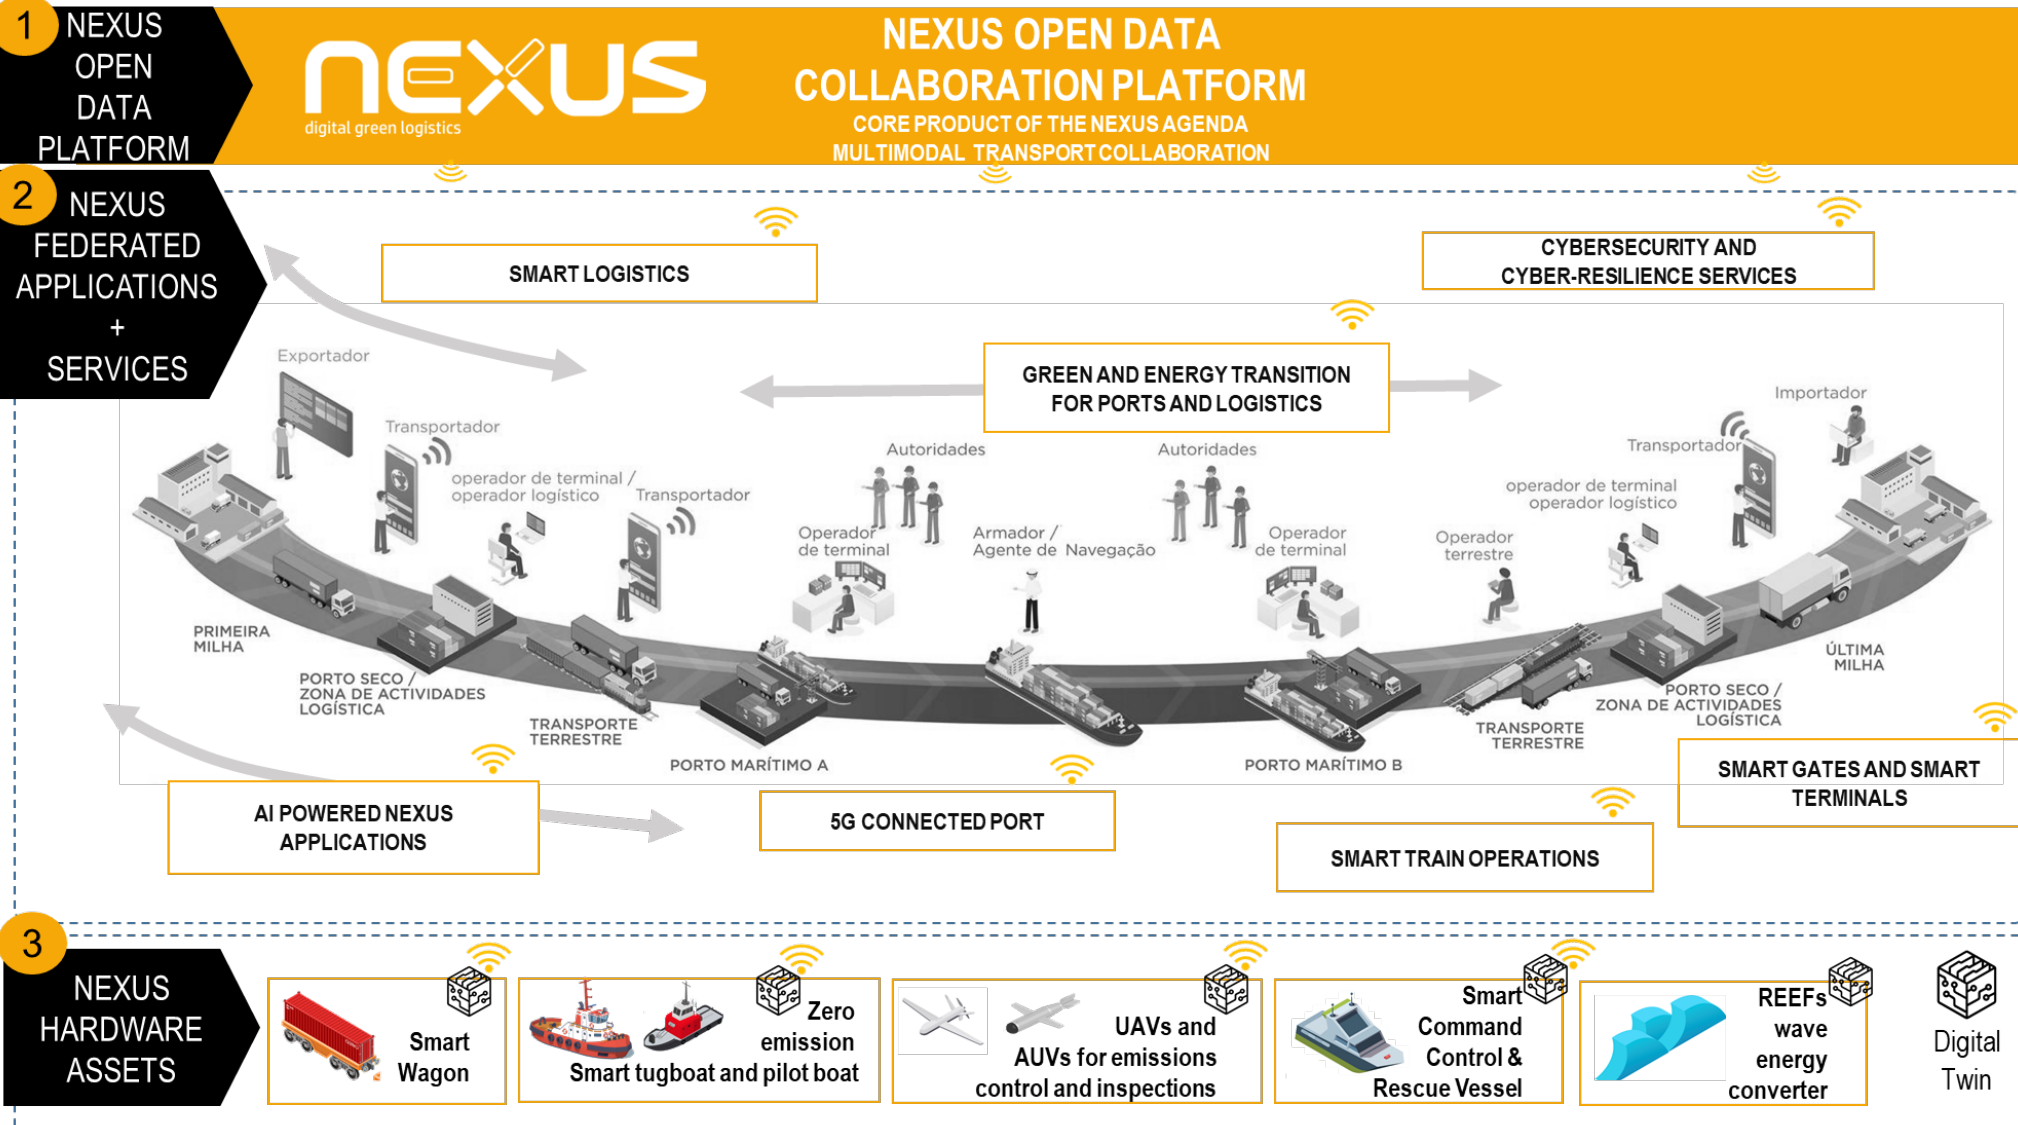 1
NEXUS
OPEN
DATA
PLATFORM
nexus
digital green logistics
NEXUS OPEN DATA
COLLABORATION PLATFORM
CORE PRODUCT OF THE NEXUS AGENDA
MULTIMODAL TRANSPORT COLLABORATION
2
NEXUS
FEDERATED
APPLICATIONS
+
SERVICES
SMART LOGISTICS
CYBERSECURITY AND
CYBER-RESILIENCE SERVICES
GREEN AND ENERGY TRANSITION
FOR PORTS AND LOGISTICS
Exportador
Transportador
operador de terminal /
operador logístico
Transportador
Autoridades
Operador
de terminal
Armador /
Agente de Navegação
Autoridades
Operador
de terminal
Operador
terrestre
operador de terminal
operador logístico
Transportador
Importador
PRIMEIRA
MILHA
PORTO SECO /
ZONA DE ACTIVIDADES
LOGÍSTICA
TRANSPORTE
TERRESTRE
PORTO MARÍTIMO A
PORTO MARÍTIMO B
TRANSPORTE
TERRESTRE
PORTO SECO /
ZONA DE ACTIVIDADES
LOGÍSTICA
ÚLTIMA
MILHA
AI POWERED NEXUS
APPLICATIONS
5G CONNECTED PORT
SMART TRAIN OPERATIONS
SMART GATES AND SMART
TERMINALS
3
NEXUS
HARDWARE
ASSETS
Smart
Wagon
Zero
emission
Smart tugboat and pilot boat
UAVs and
AUVs for emissions
control and inspections
Smart
Command
Control &
Rescue Vessel
REEFs
wave
energy
converter
Digital
Twin